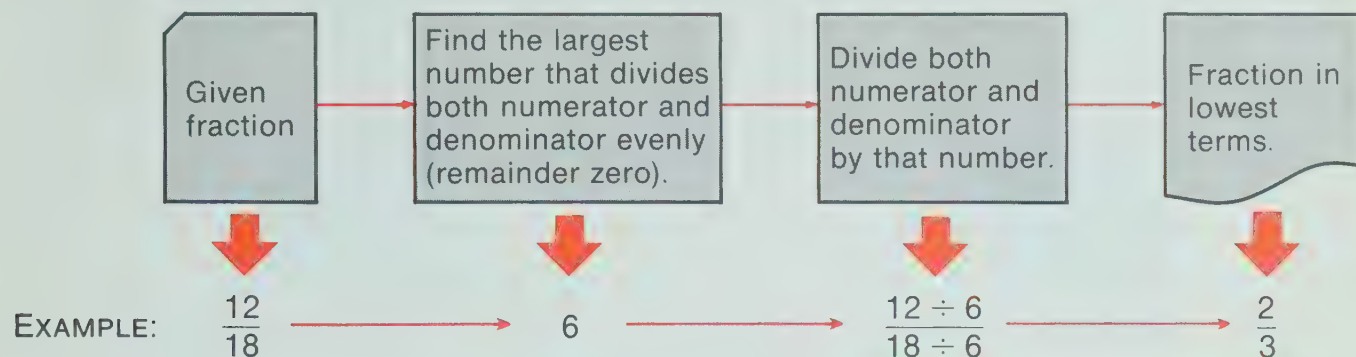 Given
fraction
Find the largest
number that divides
both numerator and
denominator evenly
(remainder zero).
Divide both
numerator and
denominator
by that number.
Fraction in
lowest
terms.
EXAMPLE:
12
18
6
12 ÷ 6
18 ÷ 6
2
3